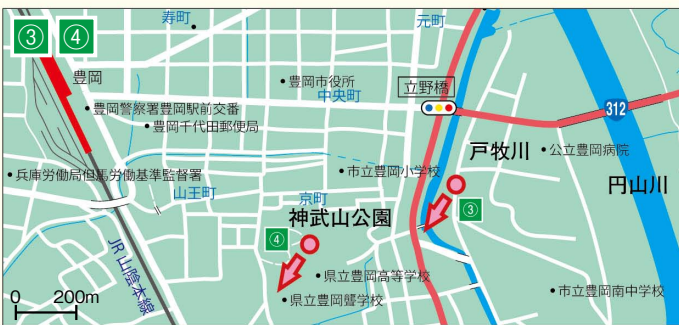 ③ ④
寿町
元町
豊岡
豊岡市役所
中央町
立野橋
312
豊岡警察署豊岡駅前交番
豊岡千代田郵便局
戸牧川
公立豊岡病院
兵庫労働局但馬労働基準監督署
市立豊岡小学校
円山川
山王町
京町
③
神武山公園
④
JR山陰本線
県立豊岡高等学校
県立豊岡聾学校
市立豊岡南中学校
0 200m